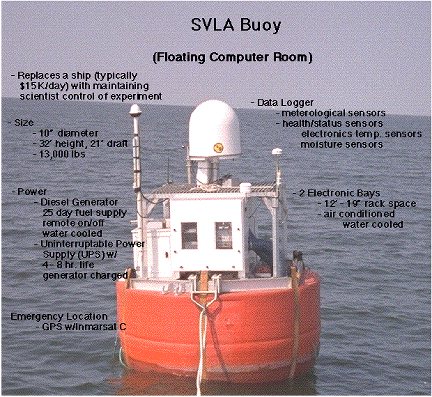 SVLA Buoy
(Floating Computer Room)
- Replaces a ship (typically
$15K/day) with maintaining
scientist control of experiment
- Size
- 10" diameter
- 32' height, 21' draft
- 13,000 lbs
- Power
- Diesel Generator
25 day fuel supply
remote on/off
water cooled
- Uninterruptable Power
Supply (UPS) w/
4 - 8 hr. life
generator charged
Emergency Location
- GPS w/Inmarsat C
- Data Logger
- meterological sensors
- health/status sensors
electronics temp. sensors
moisture sensors
- 2 Electronic Bays
- 12' - 19" rack space
- air conditioned
water cooled